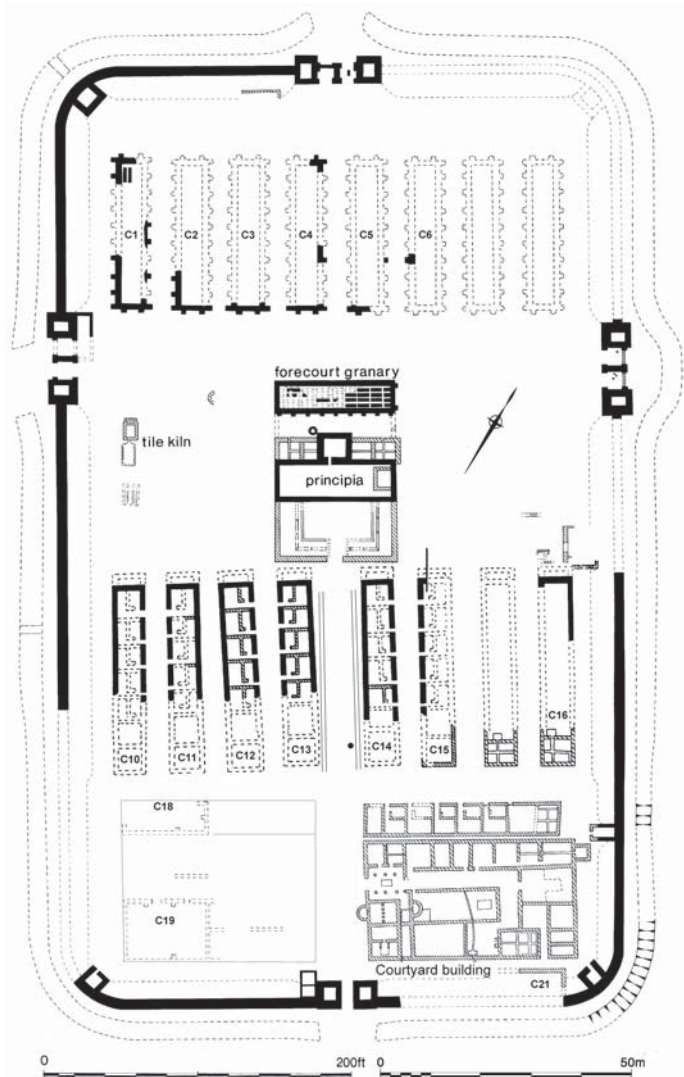 C1 C2 C3 C4 C5 C6
forecourt granary
tile kiln
principia
C10 C11 C12 C13 C14 C15 C16
C18
C19
Courtyard building
C21
0 200ft 0 50m